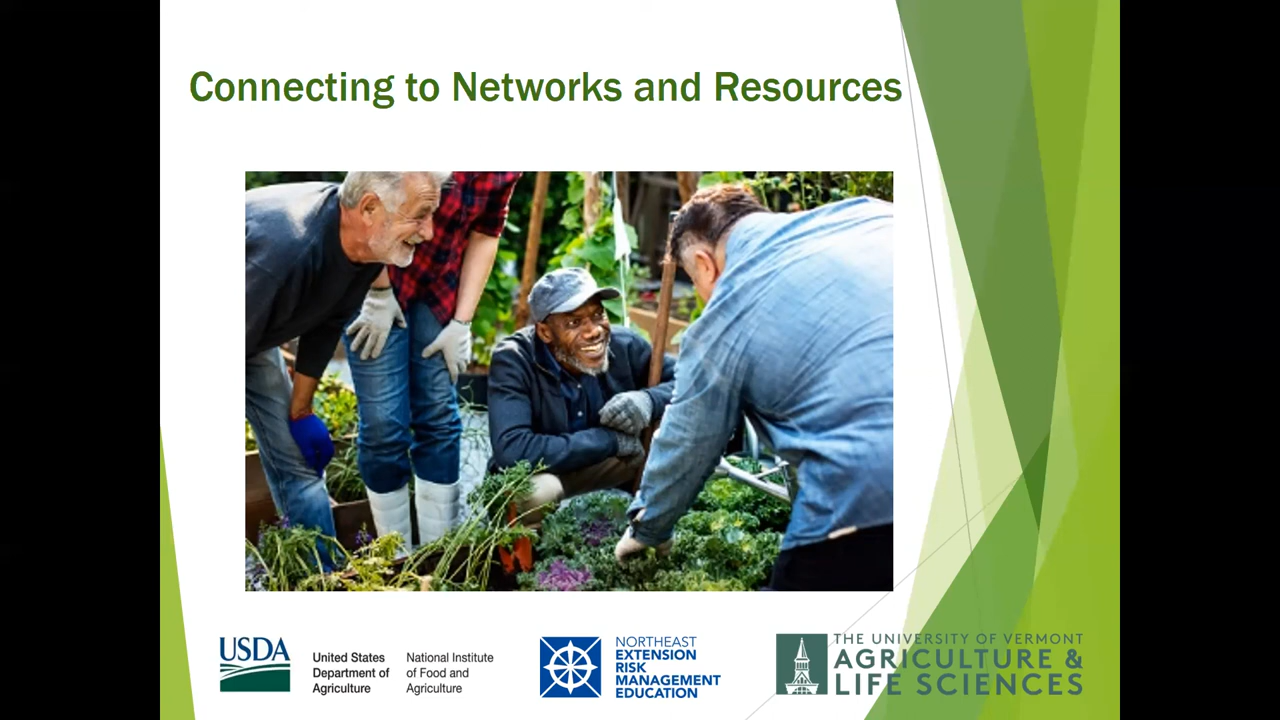 Connecting to Networks and Resources
USDA
United States
Department of
Agriculture
National Institute
of Food and
Agriculture
NORTHEAST
EXTENSION
RISK
MANAGEMENT
EDUCATION
THE UNIVERSITY OF VERMONT
AGRICULTURE &
LIFE SCIENCES